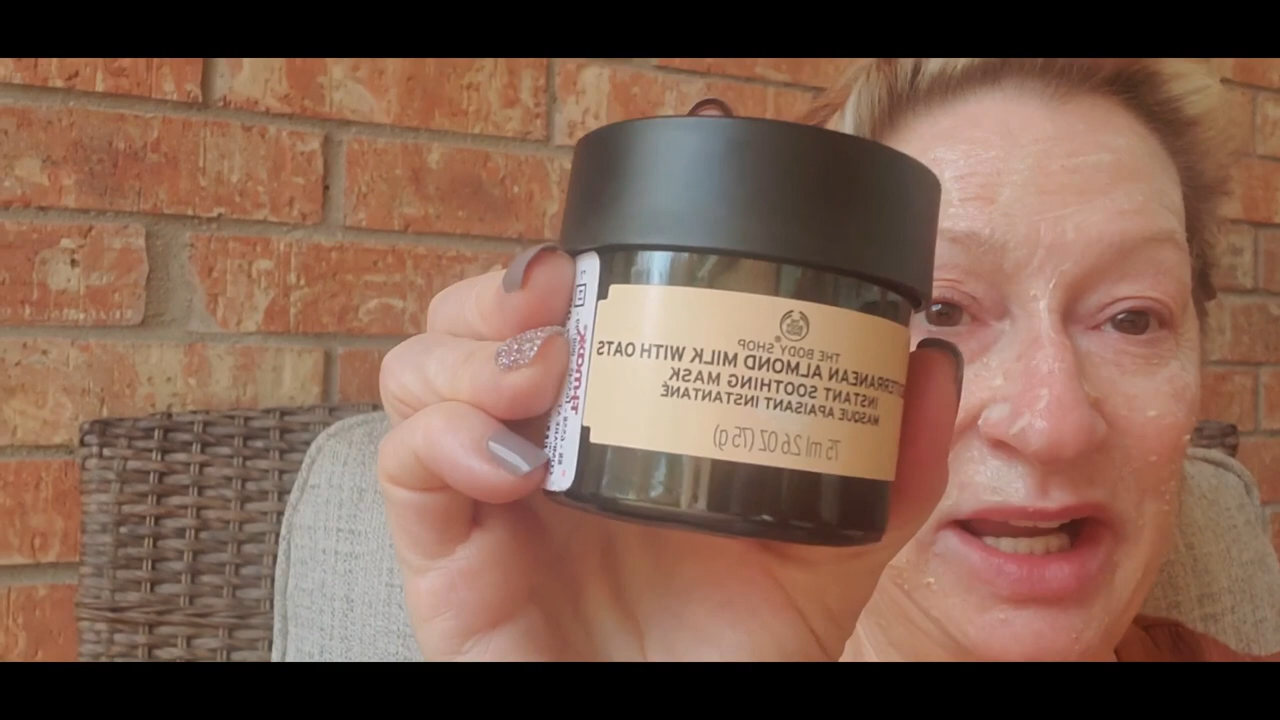 THE BODY SHOP®
MEDITERRANEAN ALMOND MILK WITH OATS
INSTANT SOOTHING MASK
MASQUE APAISANT INSTANTANÉ
75 ml 2.6 OZ (75 g)